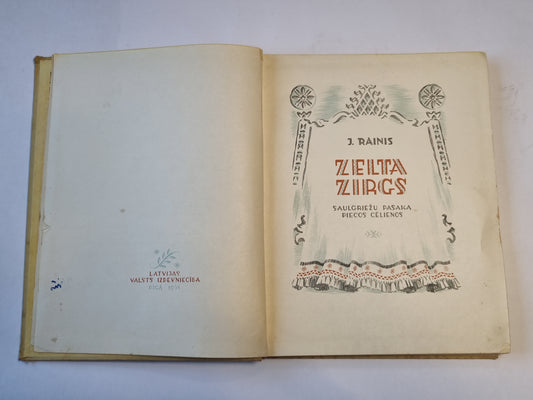 LATVIJAS
VALSTS IZDEVNIECĪBA
J. RAINIS
ZELTA
ZIRGS
SAULGRIEŽU PASAKA
PIECOS CĒLIENOS